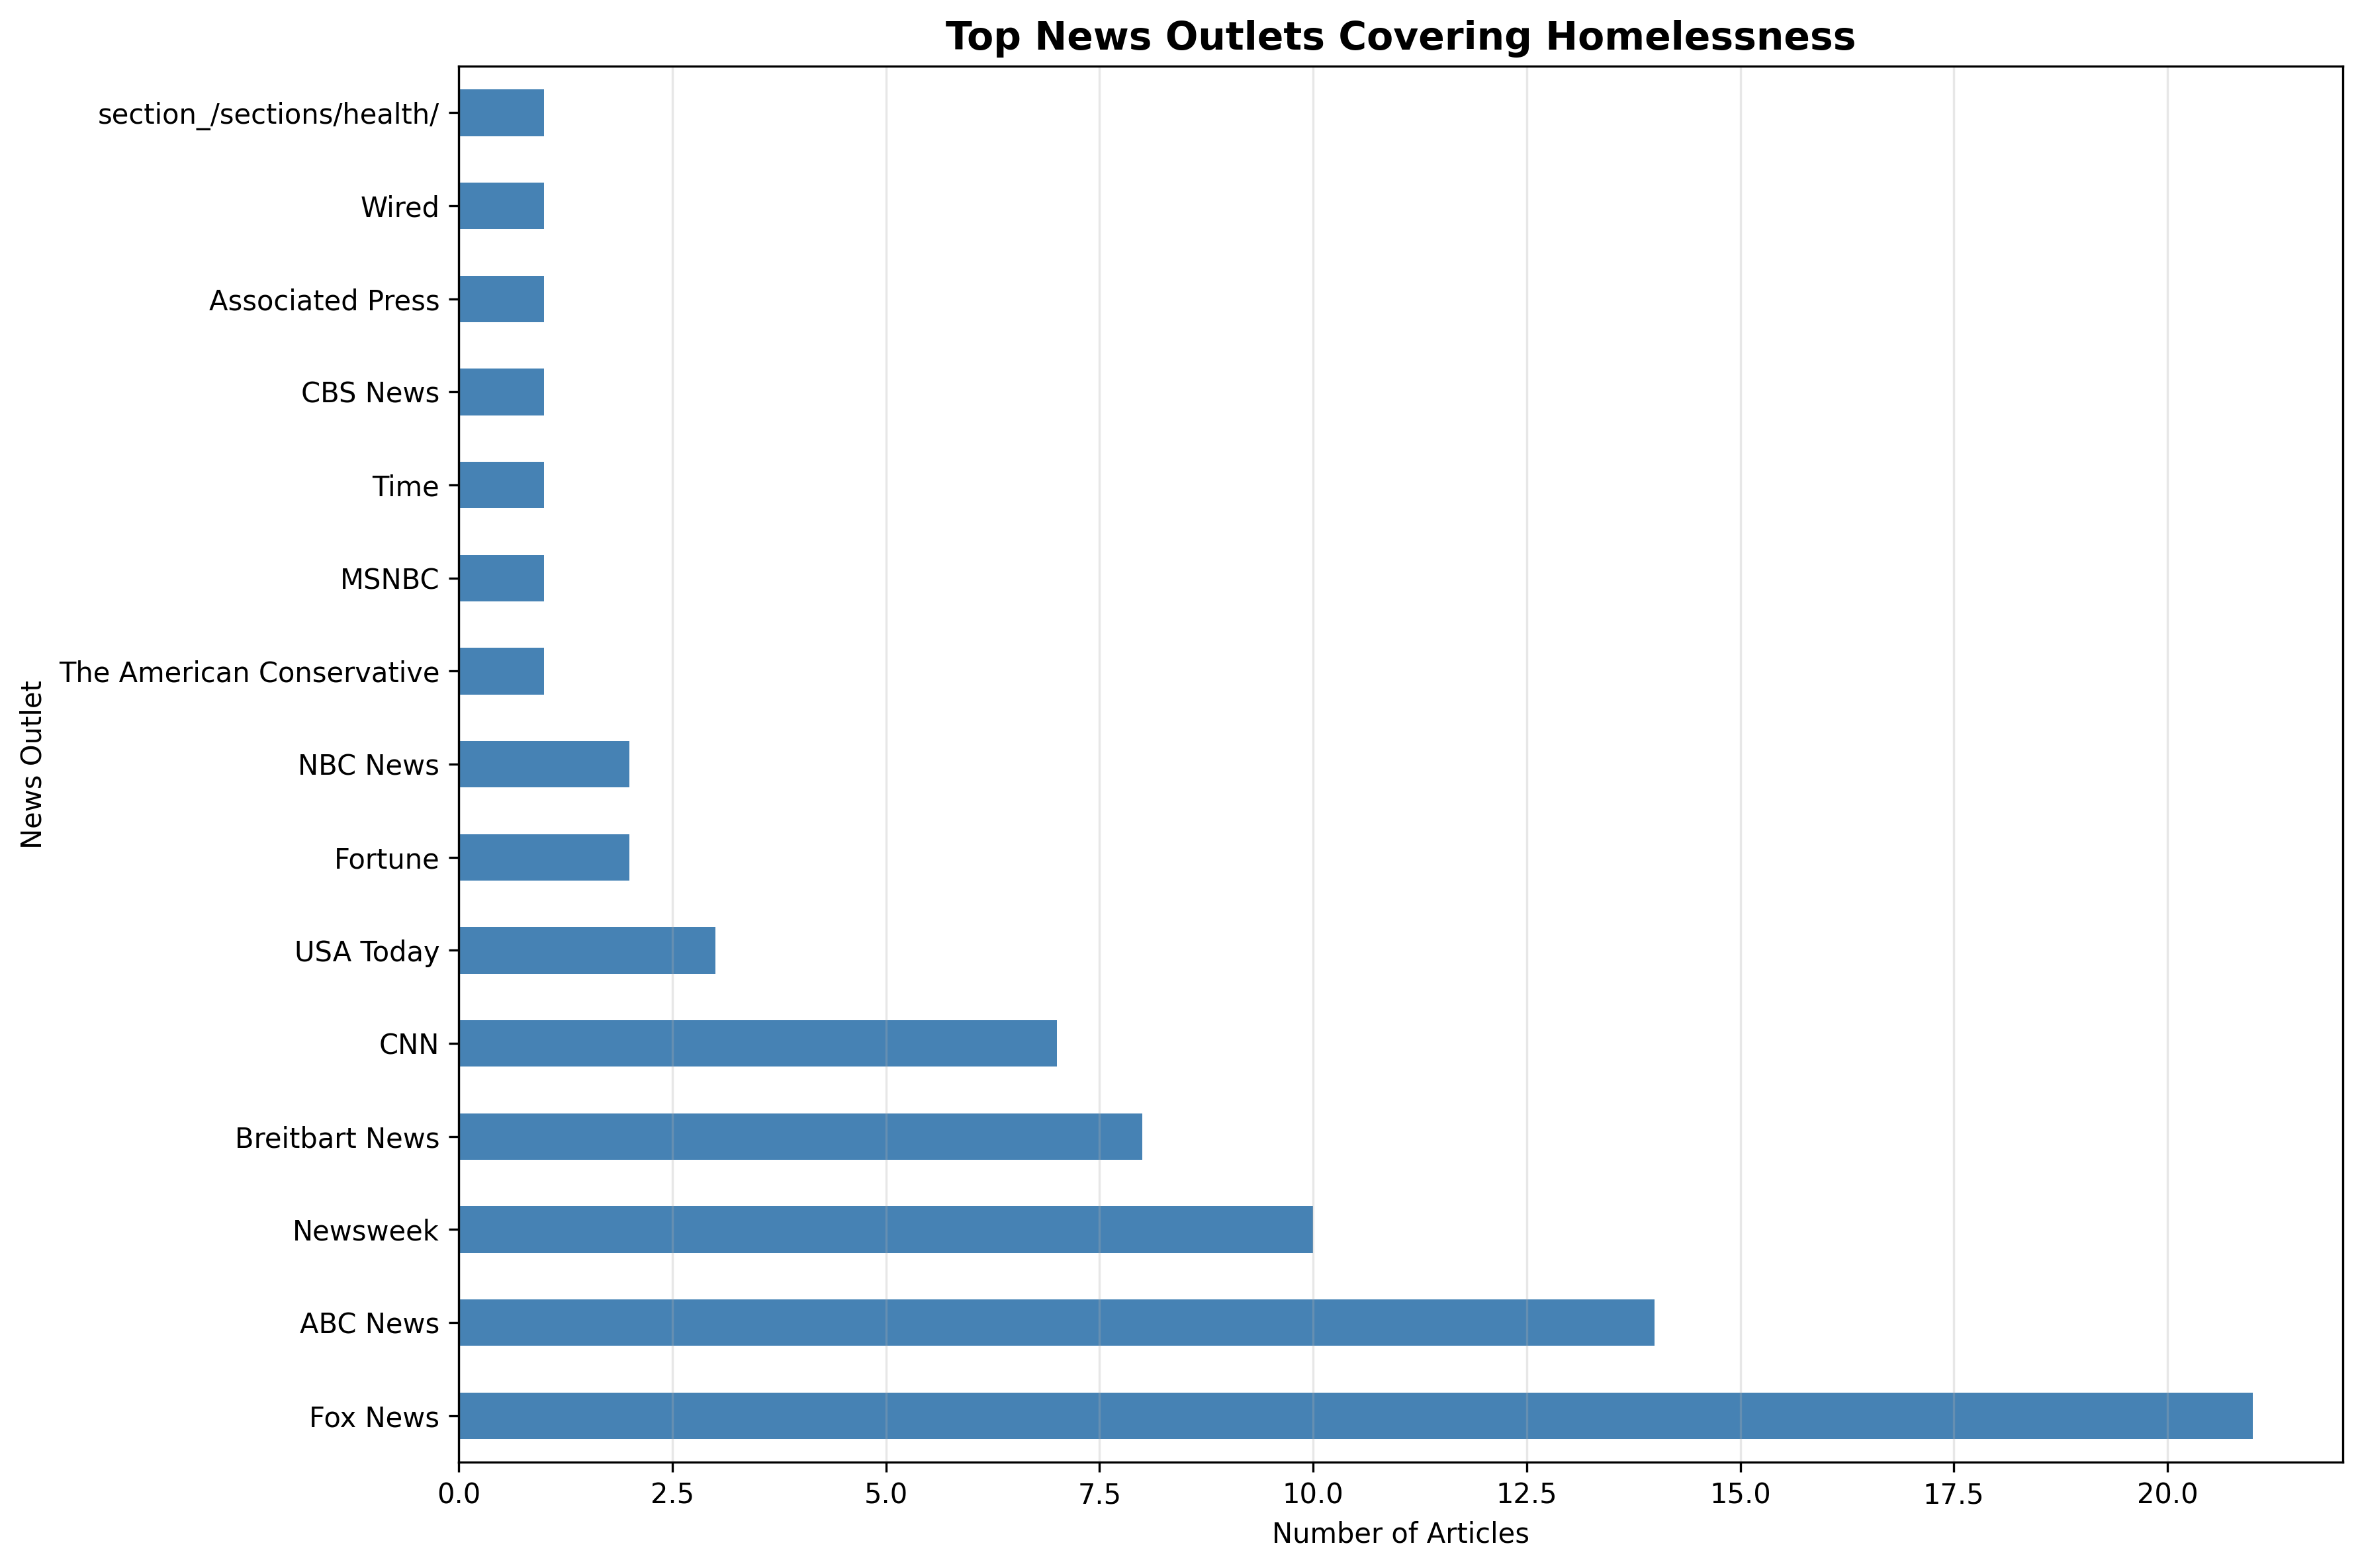 Top News Outlets Covering Homelessness
section_/sections/health/
Wired
Associated Press
CBS News
Time
MSNBC
The American Conservative
NBC News
Fortune
USA Today
CNN
Breitbart News
Newsweek
ABC News
Fox News
News Outlet
0.0 2.5 5.0 7.5 10.0 12.5 15.0 17.5 20.0
Number of Articles